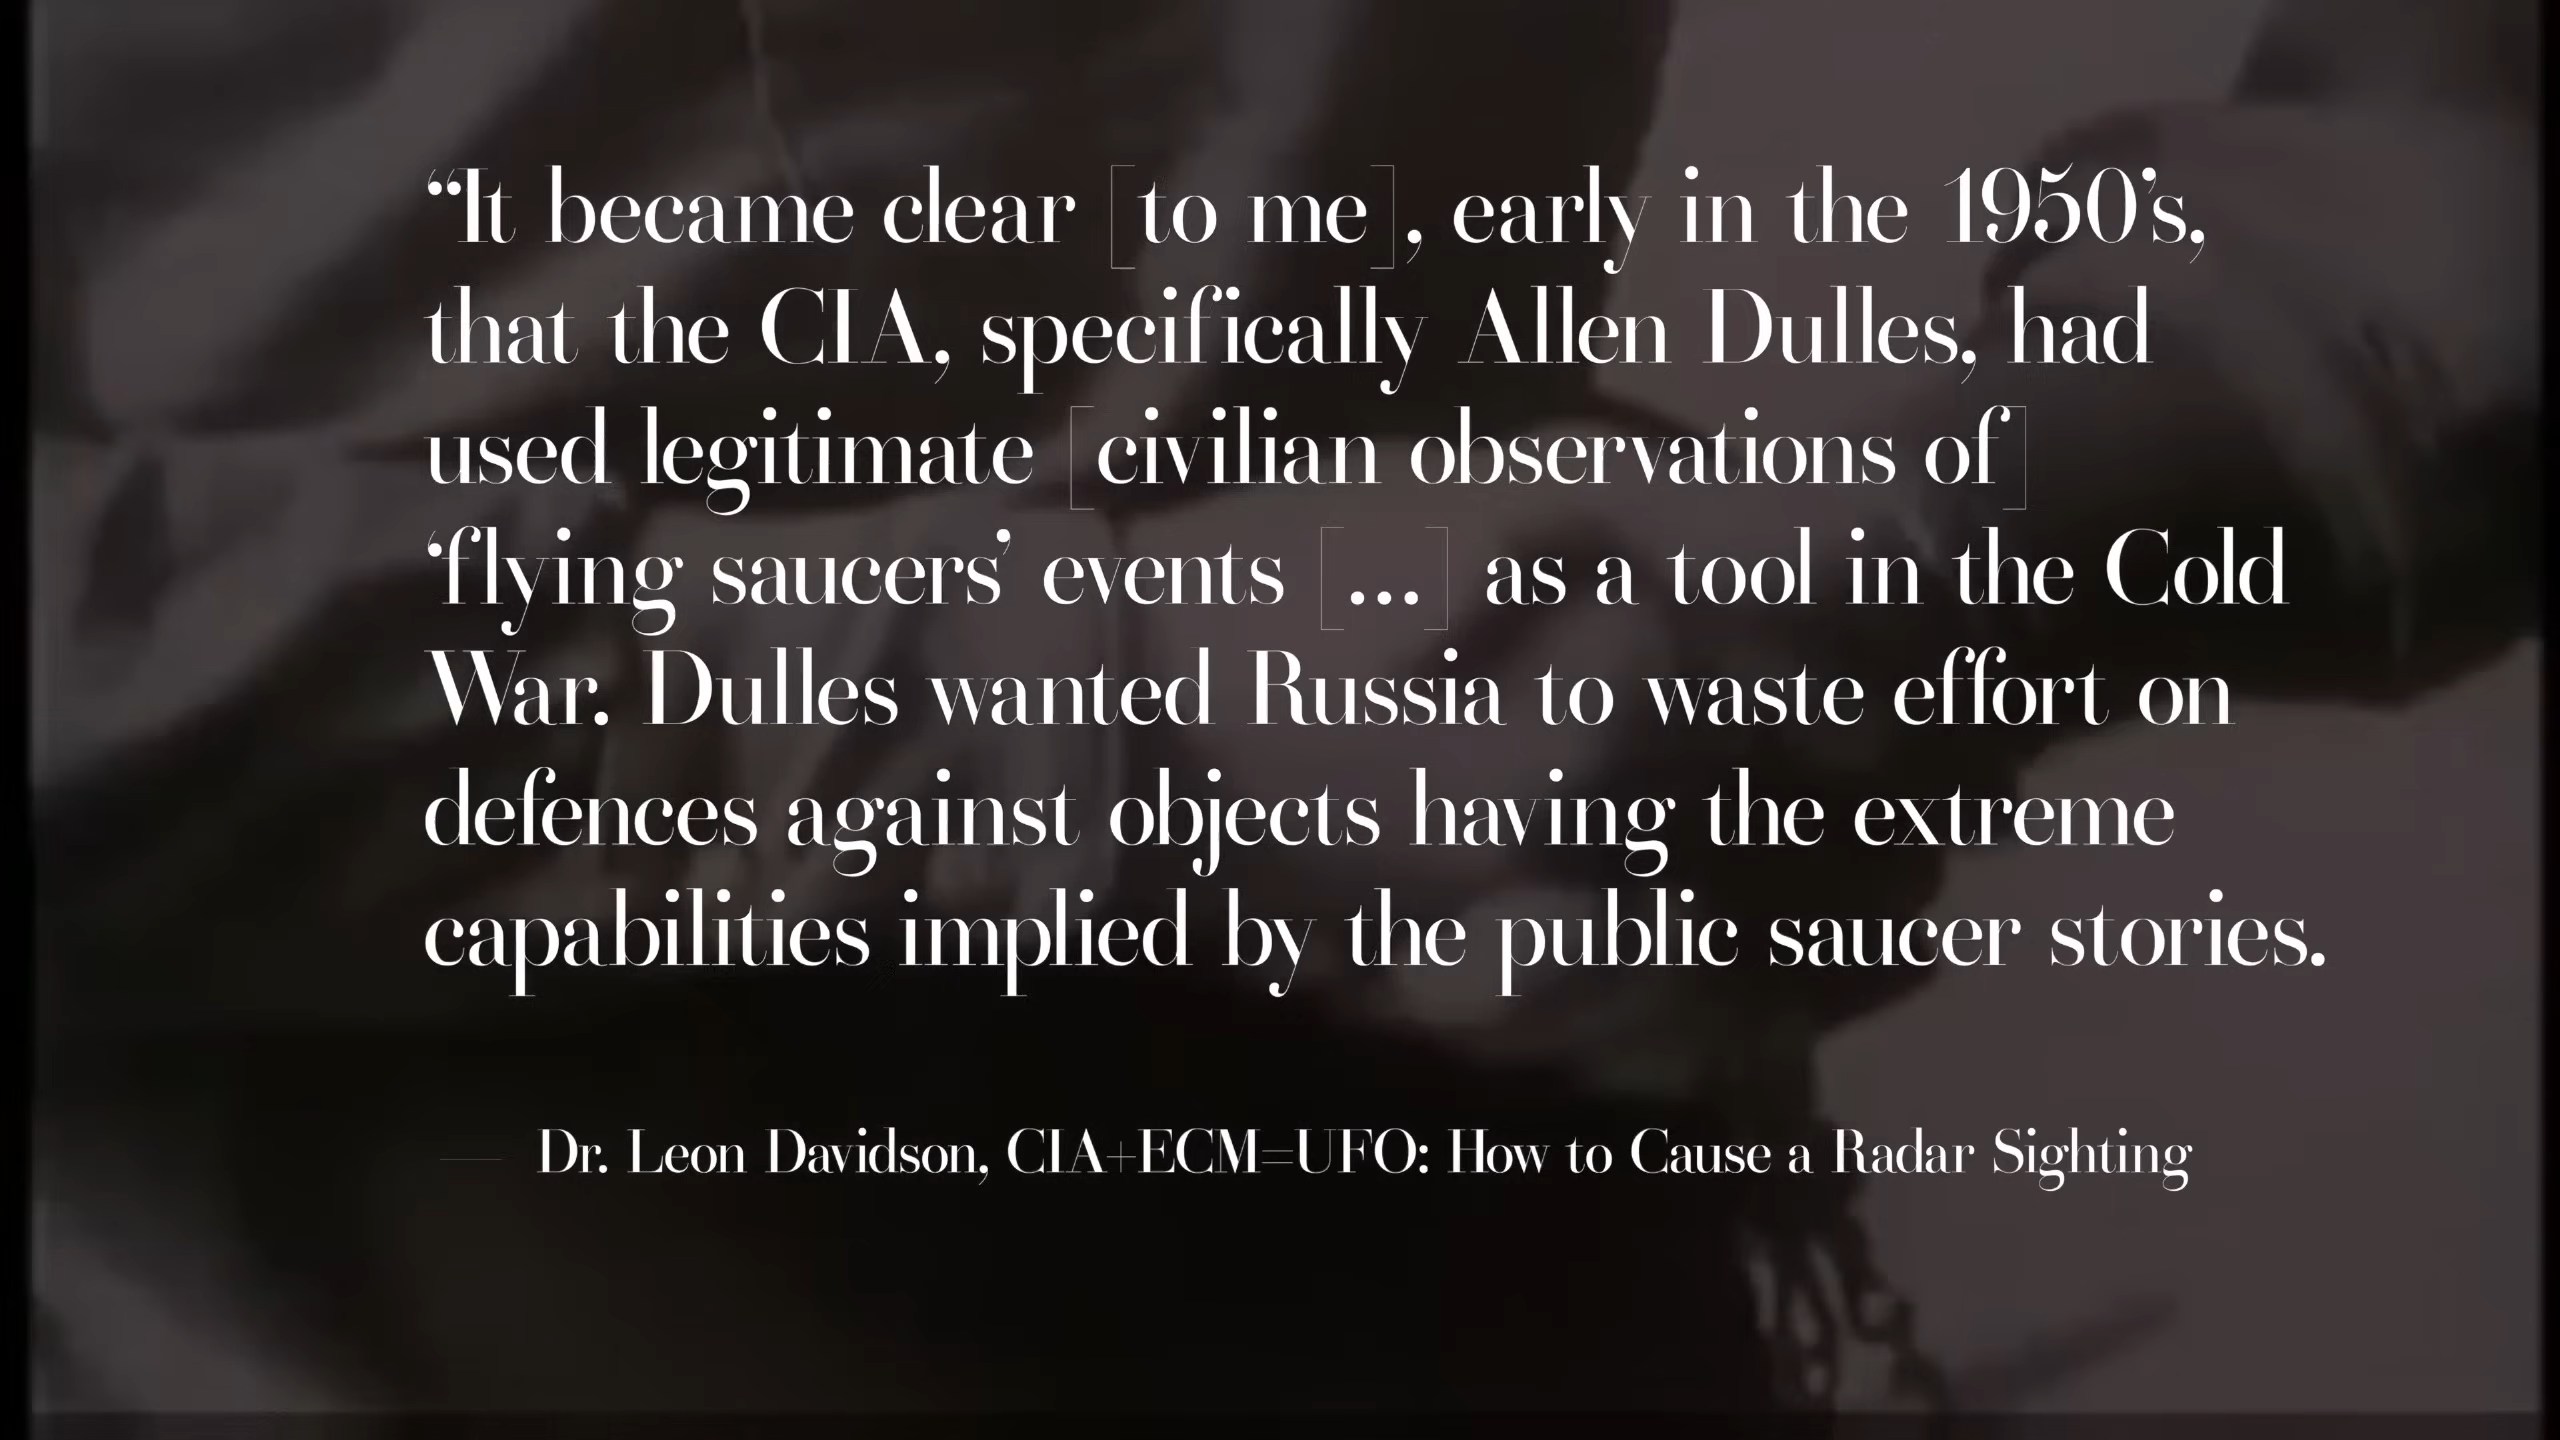 “It became clear [to me], early in the 1950’s,
that the CIA, specifically Allen Dulles, had
used legitimate [civilian observations of]
‘flying saucers’ events [...] as a tool in the Cold
War. Dulles wanted Russia to waste effort on
defences against objects having the extreme
capabilities implied by the public saucer stories.
— Dr. Leon Davidson, CIA+ECM=UFO: How to Cause a Radar Sighting